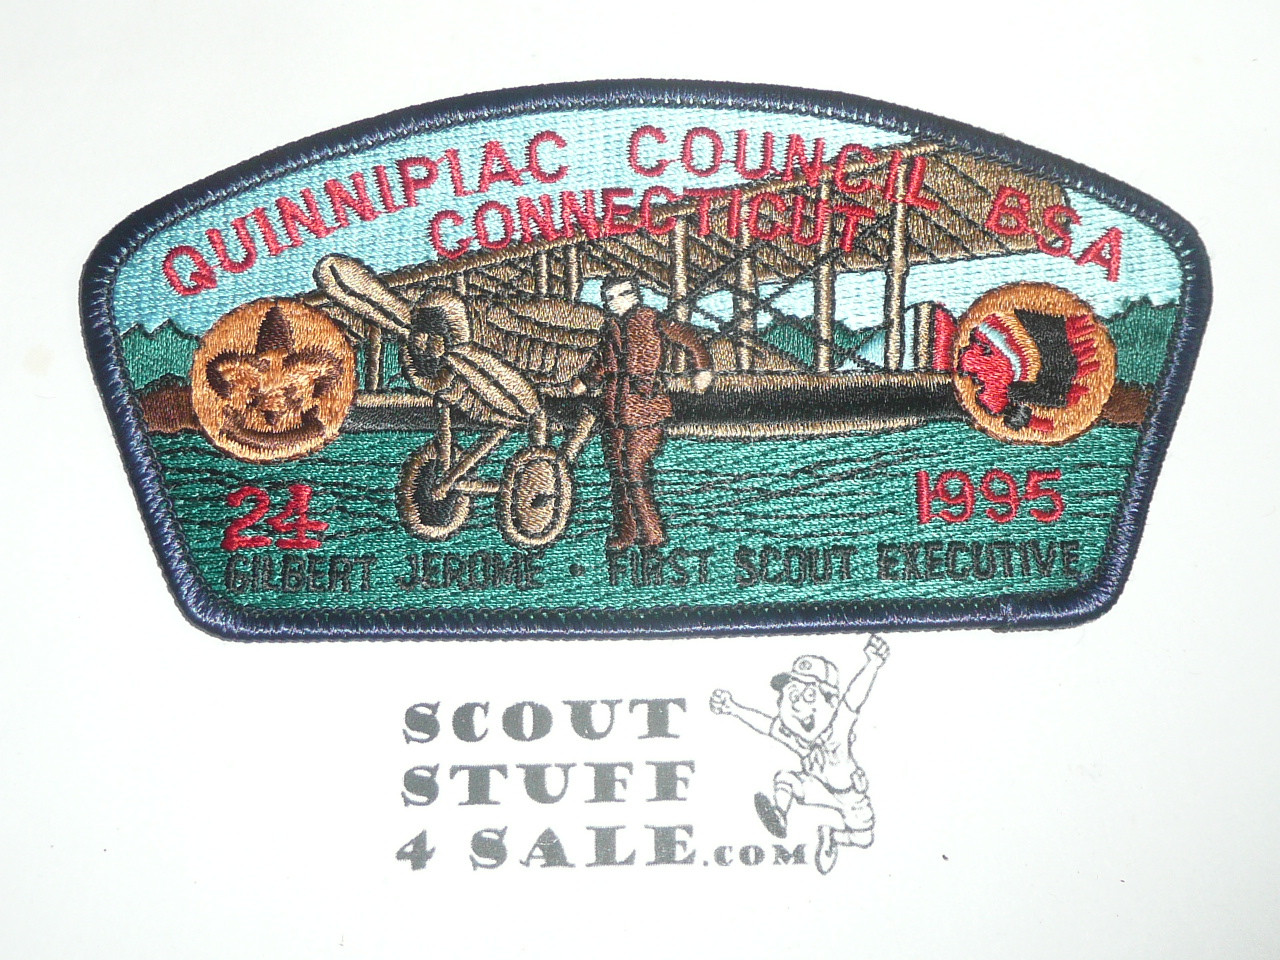 QUINNIPIAC COUNCIL BSA
CONNECTICUT
24
1995
GILBERT JEROME • FIRST SCOUT EXECUTIVE
SCOUT
STUFF
4 SALE.COM